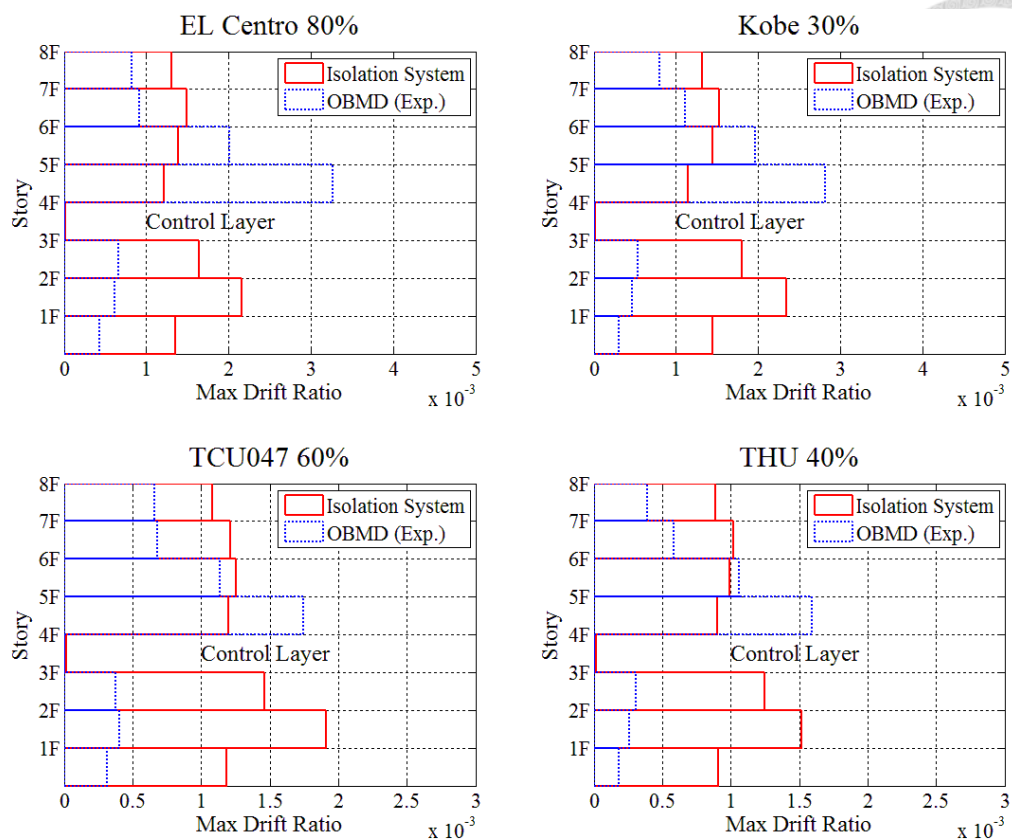 EL Centro 80%
8F
7F
6F
5F
4F
3F
2F
1F
Story
Isolation System
OBMD (Exp.)
Control Layer
0 1 2 3 4 5
Max Drift Ratio
x 10-3
Kobe 30%
8F
7F
6F
5F
4F
3F
2F
1F
Story
Isolation System
OBMD (Exp.)
Control Layer
0 1 2 3 4 5
Max Drift Ratio
x 10-3
TCU047 60%
8F
7F
6F
5F
4F
3F
2F
1F
Story
Isolation System
OBMD (Exp.)
Control Layer
0 0.5 1 1.5 2 2.5 3
Max Drift Ratio
x 10-3
THU 40%
8F
7F
6F
5F
4F
3F
2F
1F
Story
Isolation System
OBMD (Exp.)
Control Layer
0 0.5 1 1.5 2 2.5 3
Max Drift Ratio
x 10-3